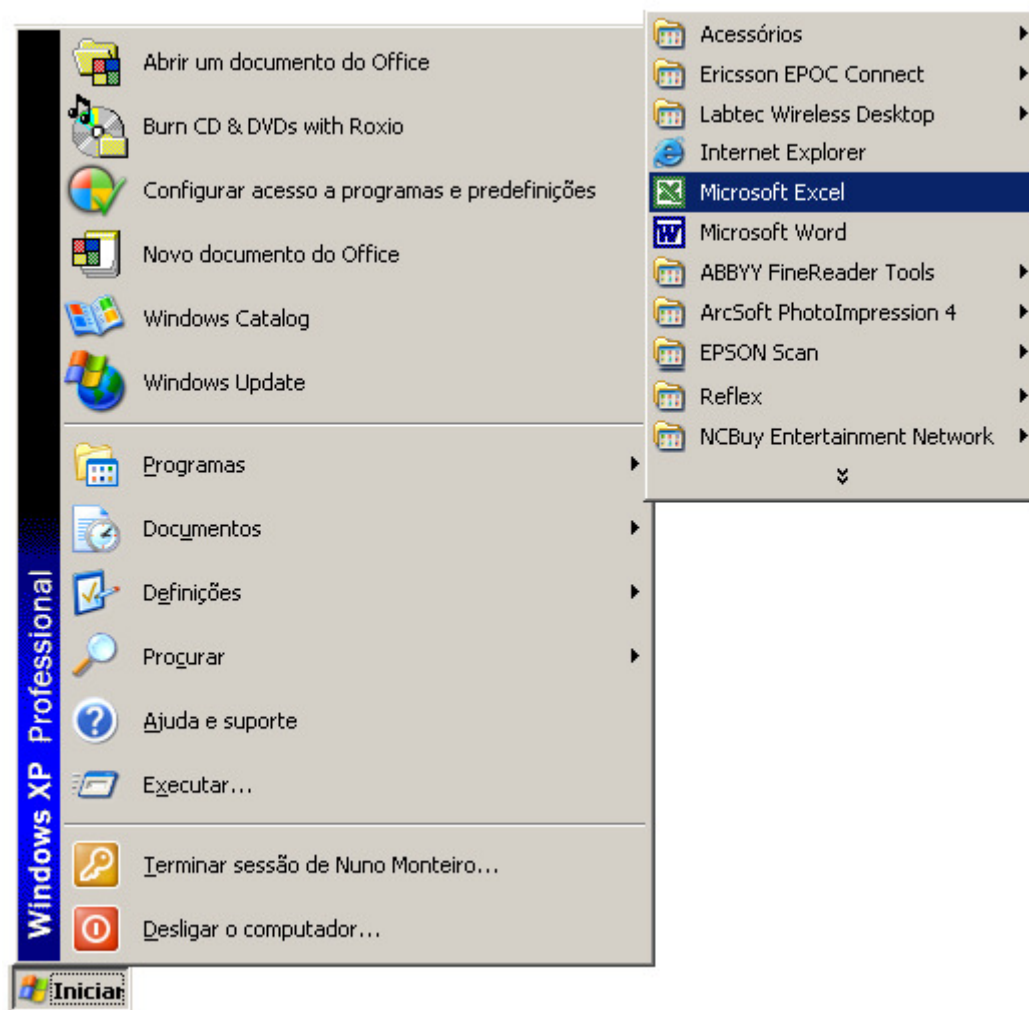 Abrir um documento do Office
Burn CD & DVDs with Roxio
Configurar acesso a programas e predefinições
Novo documento do Office
Windows Catalog
Windows Update
Programas
Documentos
Definições
Procurar
Ajuda e suporte
Executar...
Terminar sessão de Nuno Monteiro...
Desligar o computador...
Windows XP Professional
Iniciar
Acessórios
Ericsson EPOC Connect
Labtec Wireless Desktop
Internet Explorer
Microsoft Excel
Microsoft Word
ABBYY FineReader Tools
ArcSoft PhotoImpression 4
EPSON Scan
Reflex
NCBuy Entertainment Network